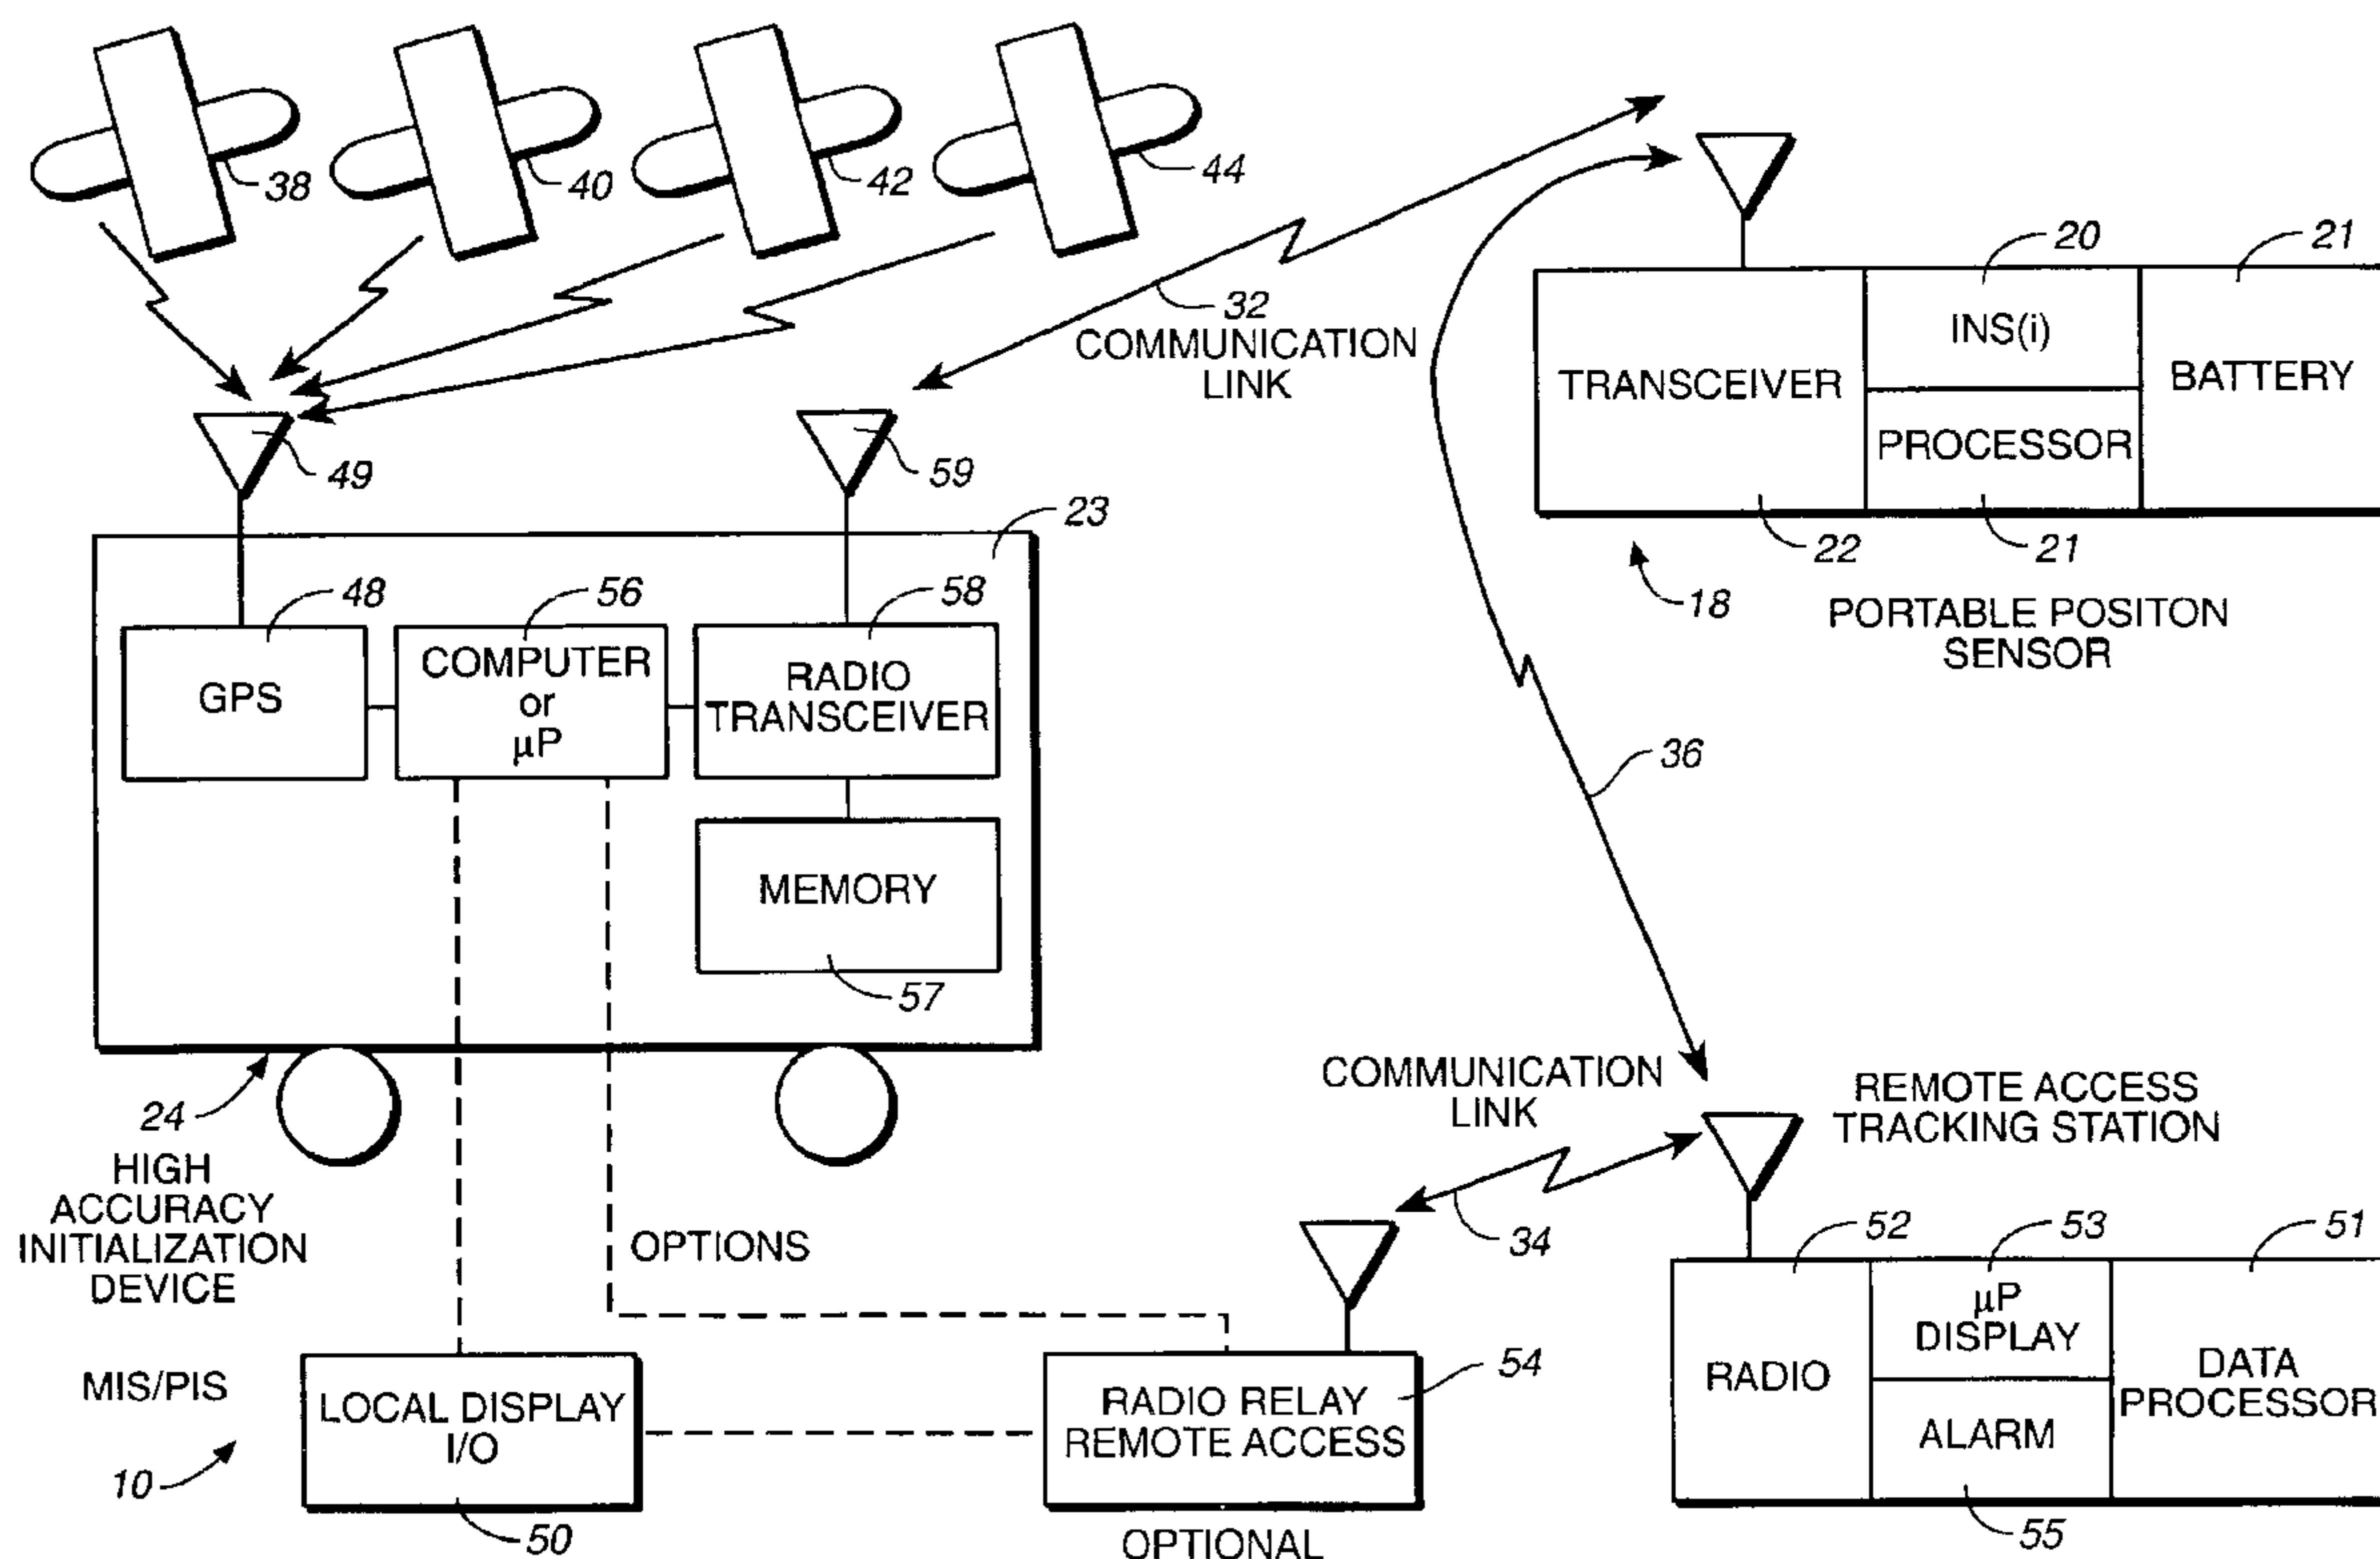 38
40
42
44
32
COMMUNICATION
LINK
20
21
INS(i)
TRANSCEIVER
BATTERY
PROCESSOR
22
21
18
PORTABLE POSITON
SENSOR
49
59
23
48
56
58
GPS
COMPUTER
or
μP
RADIO
TRANSCEIVER
MEMORY
57
36
24
HIGH
ACCURACY
INITIALIZATION
DEVICE
OPTIONS
COMMUNICATION
LINK
34
REMOTE ACCESS
TRACKING STATION
52
53
51
RADIO
μP
DISPLAY
ALARM
DATA
PROCESSOR
55
MIS/PIS
10
LOCAL DISPLAY
I/O
50
54
RADIO RELAY
REMOTE ACCESS
OPTIONAL